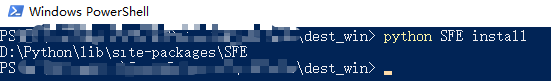 Windows PowerShell
PS \dest_win> python SFE install
D:\Python\lib\site-packages\SFE
PS \dest_win>